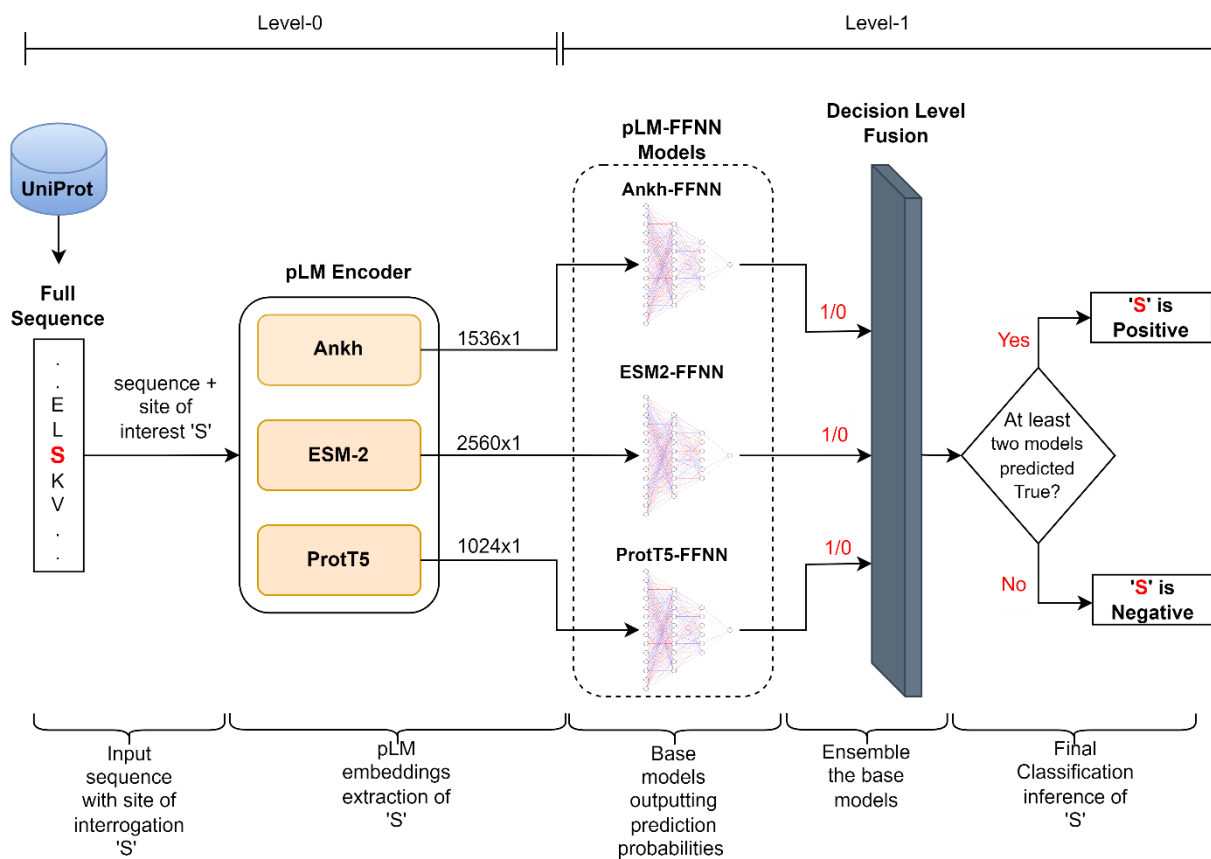 Level-0
Level-1
UniProt
Full
Sequence
.
.
E
L
S
K
V
.
.
sequence +
site of
interest 'S'
pLM Encoder
Ankh
ESM-2
ProtT5
1536x1
2560x1
1024x1
pLM-FFNN
Models
Ankh-FFNN
ESM2-FFNN
ProtT5-FFNN
1/0
1/0
1/0
Decision Level
Fusion
At least
two models
predicted
True?
Yes
No
'S' is
Positive
'S' is
Negative
Input
sequence
with site of
interrogation
'S'
pLM
embeddings
extraction of
'S'
Base
models
outputting
prediction
probabilities
Ensemble
the base
models
Final
Classification
inference of
'S'